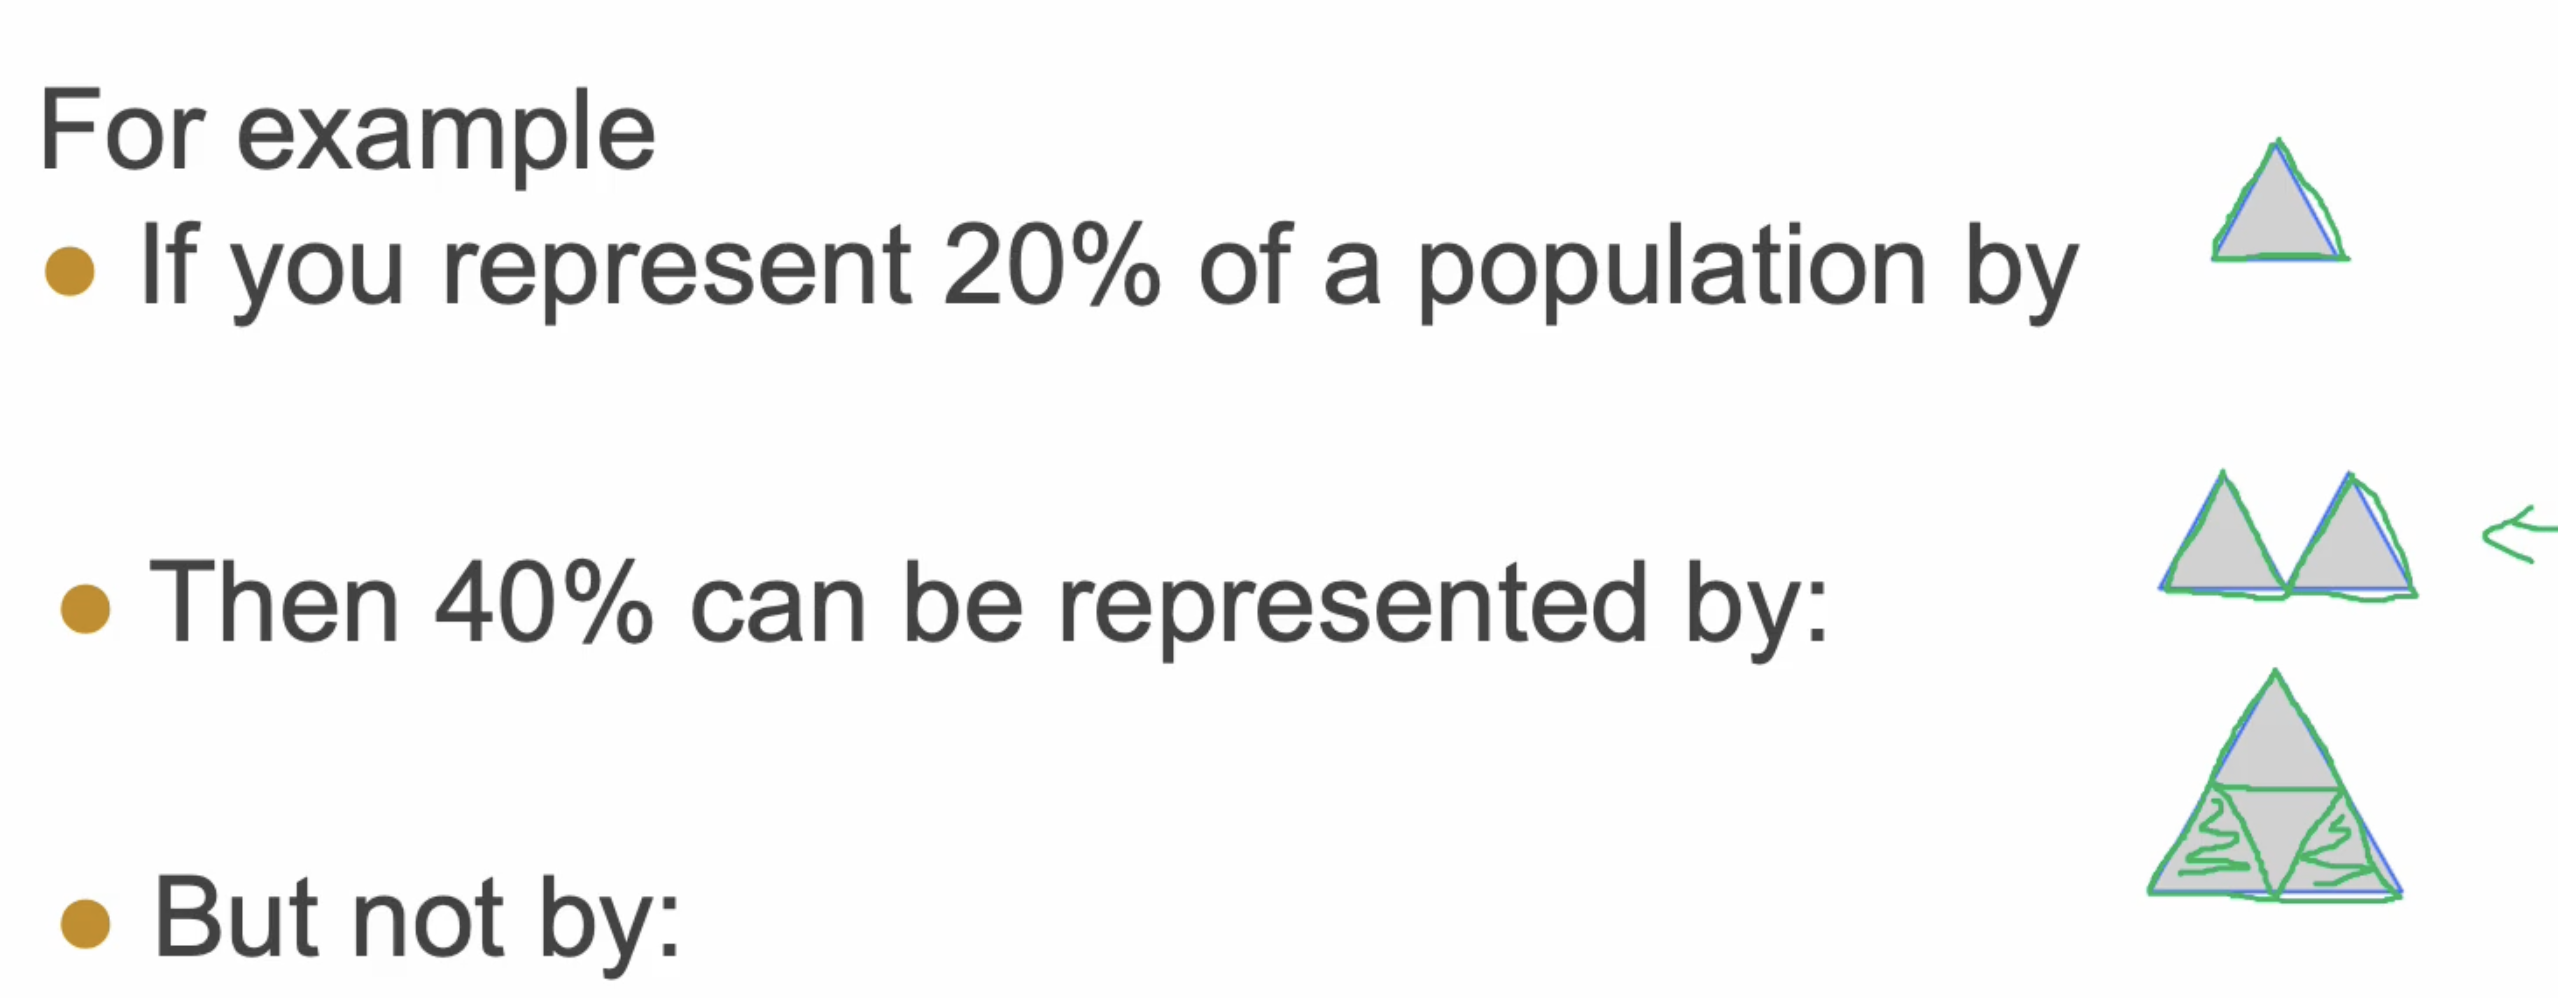 For example
● If you represent 20% of a population by
● Then 40% can be represented by:
● But not by: